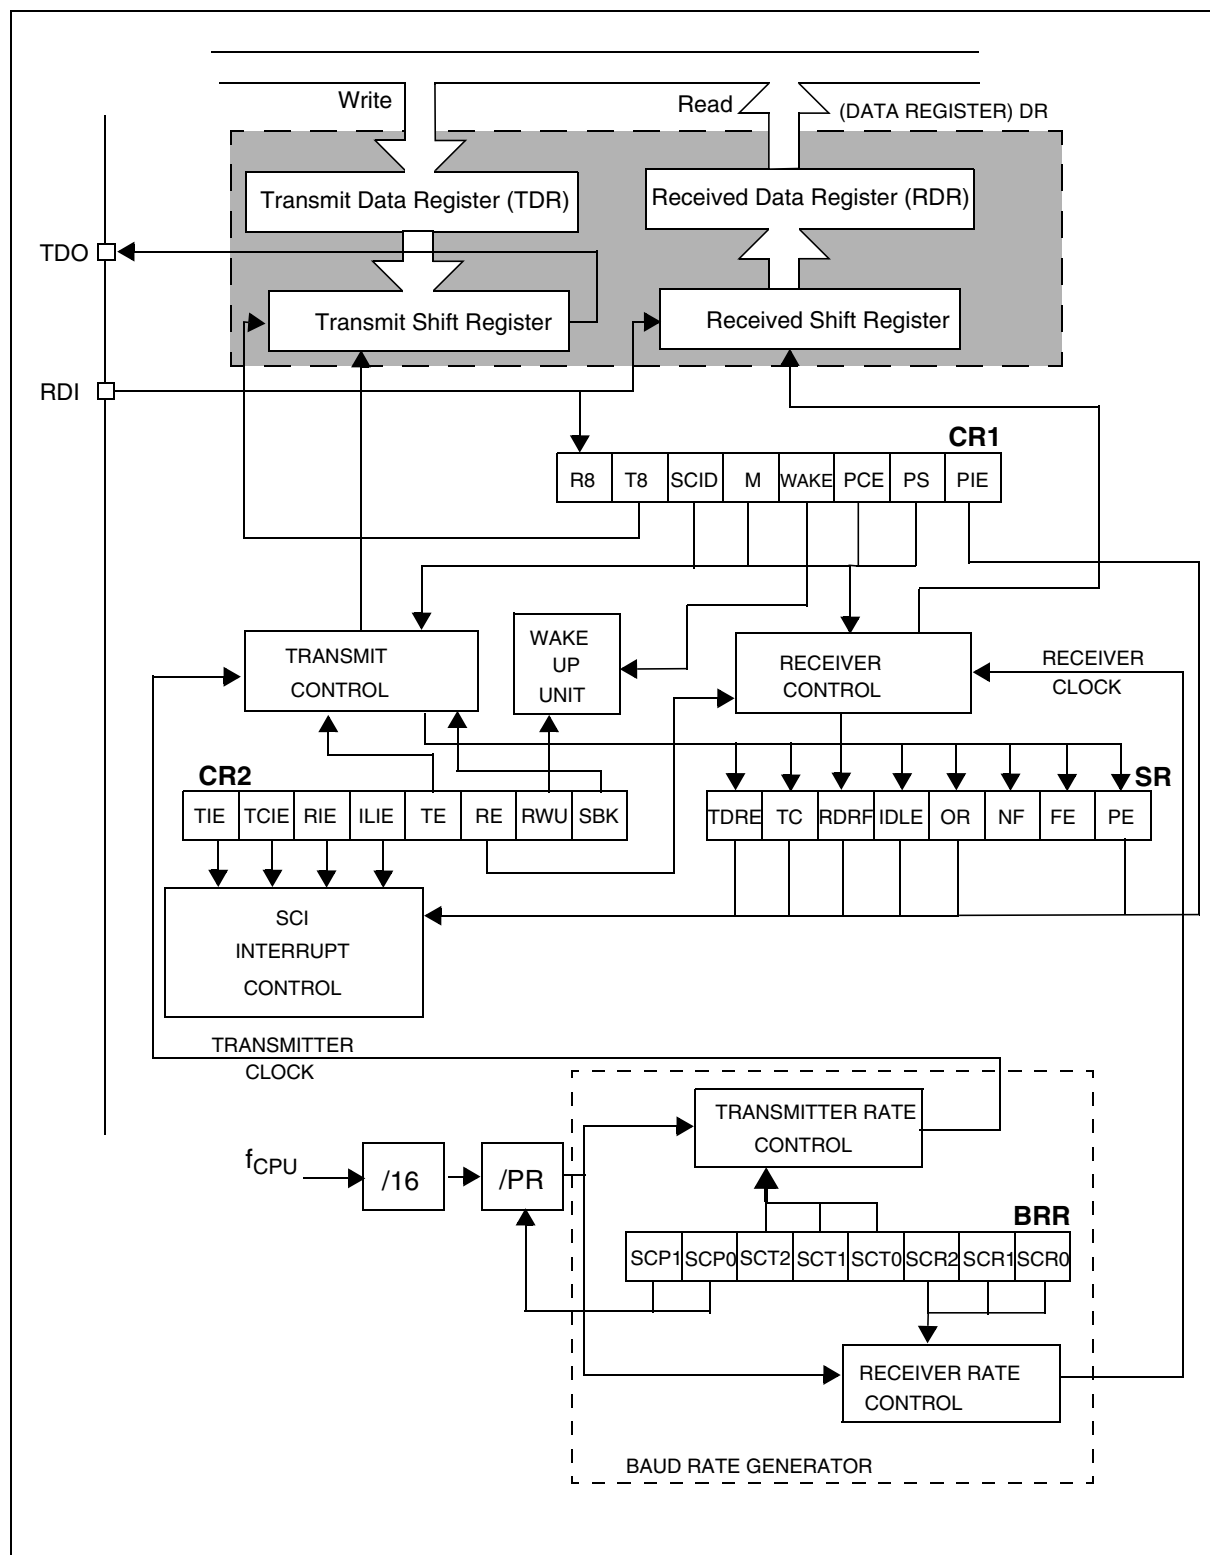 Write
Read
(DATA REGISTER) DR
Transmit Data Register (TDR)
Received Data Register (RDR)
TDO
Transmit Shift Register
Received Shift Register
RDI
CR1
R8 T8 SCID M WAKE PCE PS PIE
TRANSMIT
CONTROL
WAKE
UP
UNIT
RECEIVER
CONTROL
RECEIVER
CLOCK
CR2
SR
TIE TCIE RIE ILIE TE RE RWU SBK
TDRE TC RDRF IDLE OR NF FE PE
SCI
INTERRUPT
CONTROL
TRANSMITTER
CLOCK
TRANSMITTER RATE
CONTROL
fCPU
/16
/PR
BRR
SCP1 SCP0 SCT2 SCT1 SCT0 SCR2 SCR1 SCR0
RECEIVER RATE
CONTROL
BAUD RATE GENERATOR